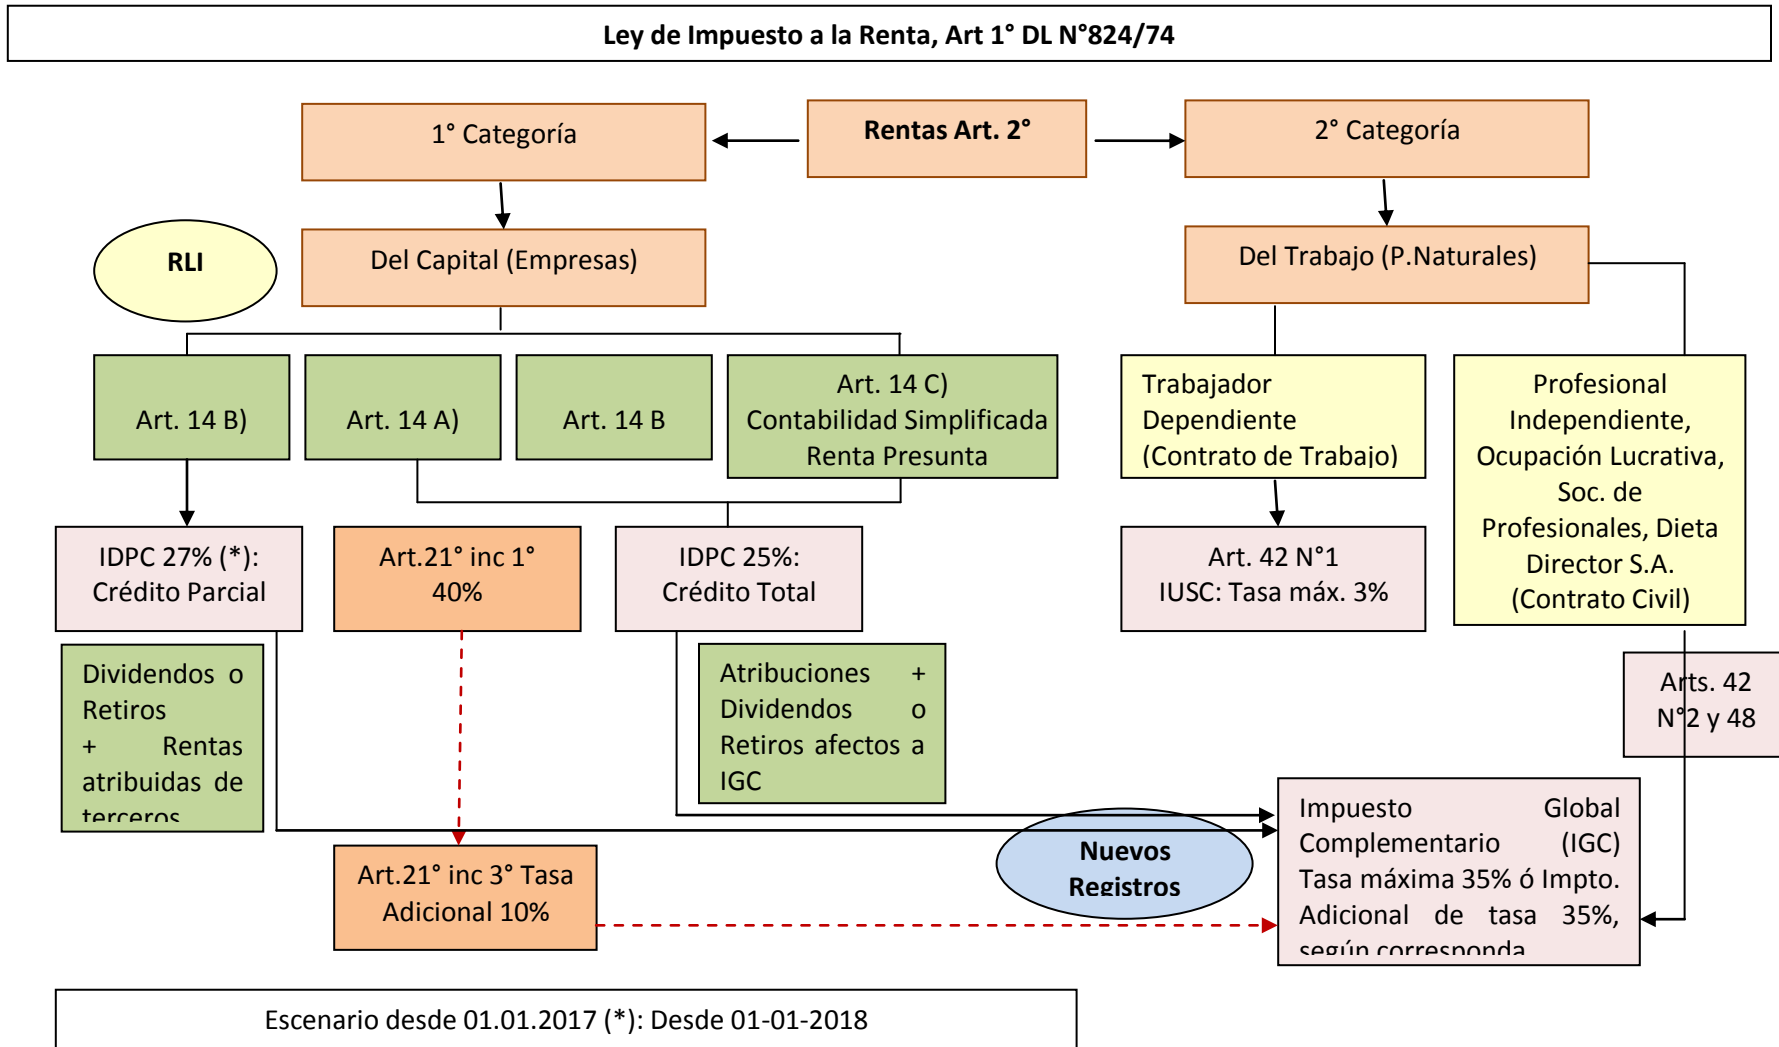 Ley de Impuesto a la Renta, Art 1° DL N°824/74
1° Categoría
Rentas Art. 2°
2° Categoría
RLI
Del Capital (Empresas)
Del Trabajo (P.Naturales)
Art. 14 B)
Art. 14 A)
Art. 14 B
Art. 14 C)
Contabilidad Simplificada
Renta Presunta
Trabajador
Dependiente
(Contrato de Trabajo)
Profesional
Independiente,
Ocupación Lucrativa,
Soc. de
Profesionales, Dieta
Director S.A.
(Contrato Civil)
IDPC 27% (*):
Crédito Parcial
Art.21° inc 1°
40%
IDPC 25%:
Crédito Total
Art. 42 N°1
IUSC: Tasa máx. 3%
Dividendos o
Retiros
+ Rentas
atribuidas de
terceros
Atribuciones +
Dividendos o
Retiros afectos a
IGC
Arts. 42
N°2 y 48
Art.21° inc 3° Tasa
Adicional 10%
Nuevos
Registros
Impuesto Global
Complementario (IGC)
Tasa máxima 35% ó Impto.
Adicional de tasa 35%,
según corresponda
Escenario desde 01.01.2017 (*): Desde 01-01-2018